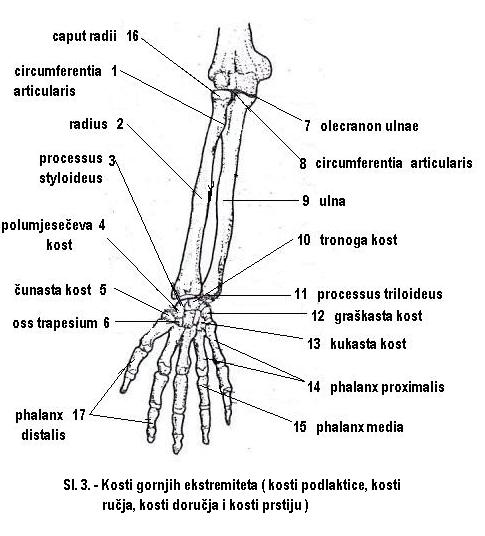 caput radii 16
circumferentia 1
articularis
radius 2
processus 3
styloideus
polumjesečeva 4
kost
čunasta kost 5
oss trapesium 6
phalanx 17
distalis
7 olecranon ulnae
8 circumferentia articularis
9 ulna
10 tronoga kost
11 processus triloideus
12 graškasta kost
13 kukasta kost
14 phalanx proximalis
15 phalanx media
Sl. 3. - Kosti gornjih ekstremiteta ( kosti podlaktice, kosti
ručja, kosti doručja i kosti prstiju )